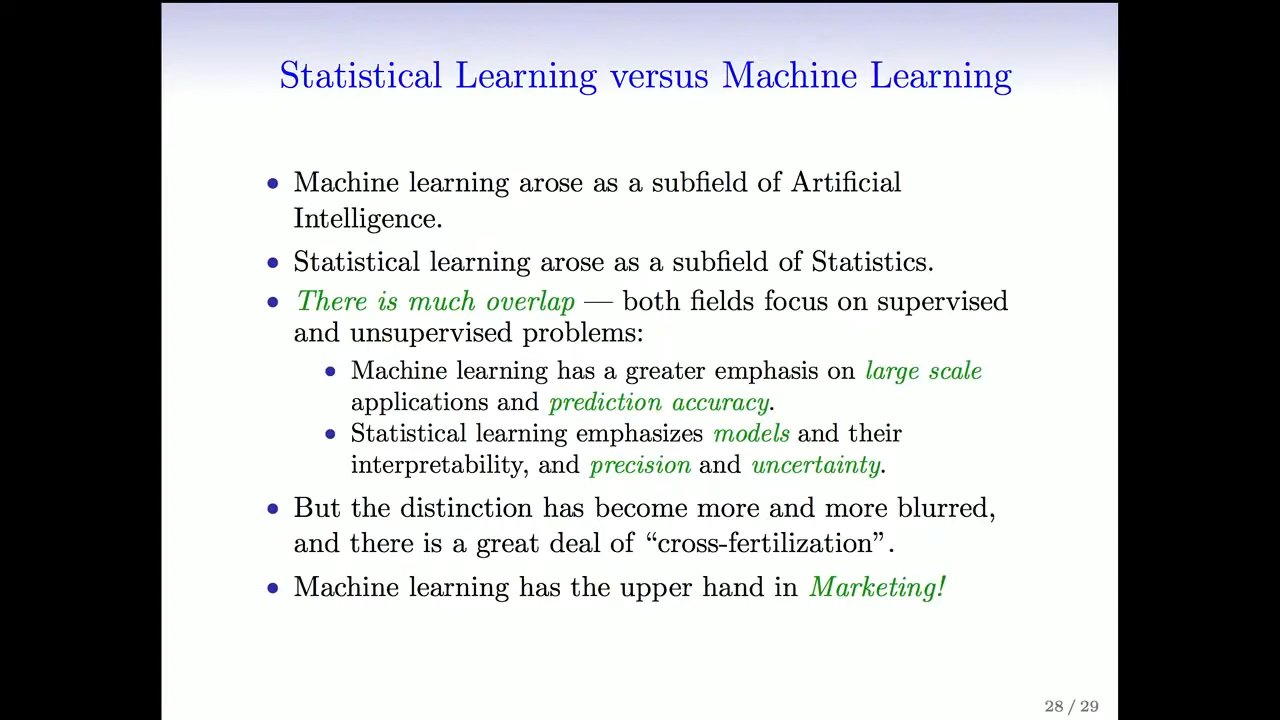 Statistical Learning versus Machine Learning
• Machine learning arose as a subfield of Artificial
Intelligence.
• Statistical learning arose as a subfield of Statistics.
• There is much overlap — both fields focus on supervised
and unsupervised problems:
• Machine learning has a greater emphasis on large scale
applications and prediction accuracy.
• Statistical learning emphasizes models and their
interpretability, and precision and uncertainty.
• But the distinction has become more and more blurred,
and there is a great deal of “cross-fertilization”.
• Machine learning has the upper hand in Marketing!
28 / 29